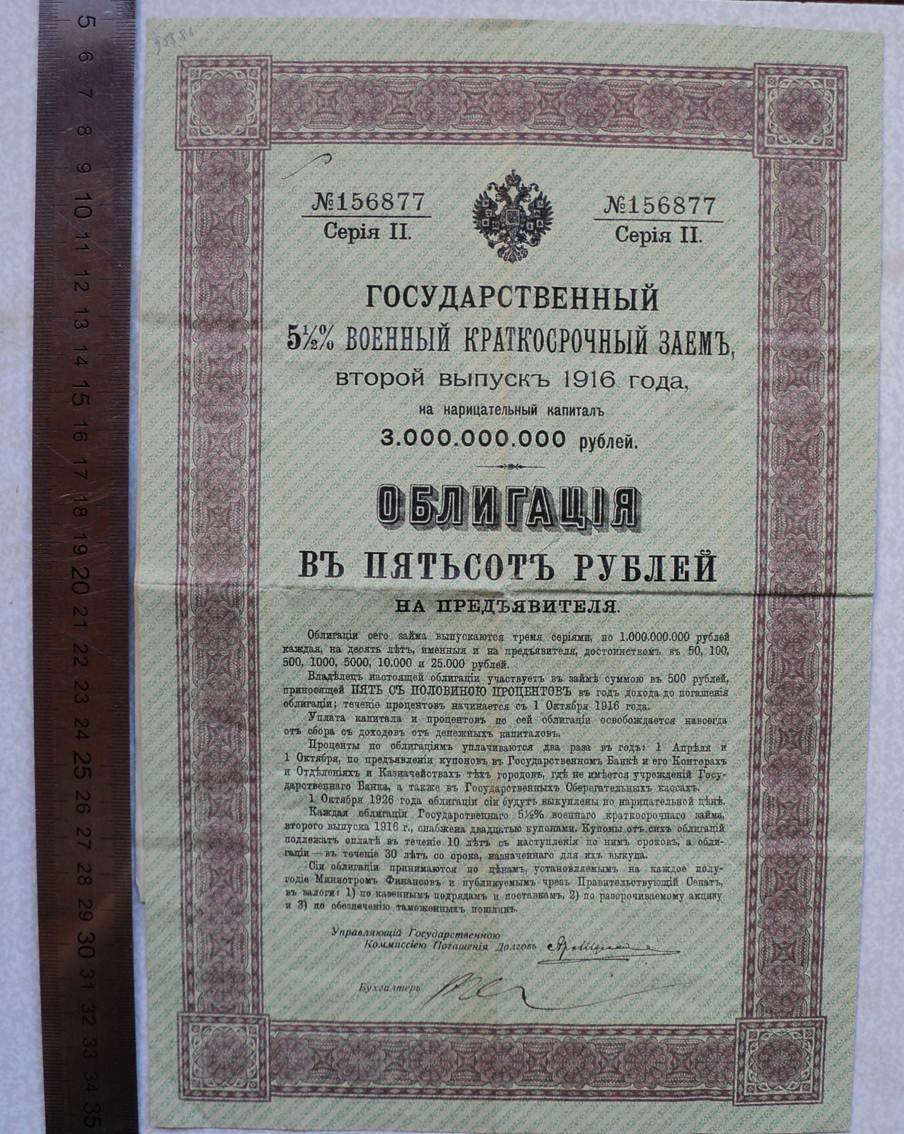 5 6 7 8 9 10 11 12 13 14 15 16 17 18 19 20 21 22 23 24 25 26 27 28 29 30 31 32 33 34 35
№156877 №156877
Серія II. Серія II.
ГОСУДАРСТВЕННЫЙ
5½% ВОЕННЫЙ КРАТКОСРОЧНЫЙ ЗАЕМЪ,
ВТОРОЙ ВЫПУСКЪ 1916 ГОДА,
на нарицательный капиталъ
3.000.000.000 рублей.
ОБЛИГАЦІЯ
ВЪ ПЯТЬСОТЪ РУБЛЕЙ
НА ПРЕДЪЯВИТЕЛЯ.
Облигаціи сего займа выпускаются тремя серіями, по 1.000.000.000 рублей
каждая, на десять лѣтъ, именныя и на предъявителя, достоинствомъ въ 50, 100,
500, 1000, 5000, 10.000 и 25.000 рублей.
Владѣлецъ настоящей облигаціи участвуетъ въ займѣ суммою въ 500 рублей,
приносящей ПЯТЬ СЪ ПОЛОВИНОЮ ПРОЦЕНТОВЪ въ годъ дохода до погашенія
облигаціи; теченіе процентовъ начинается съ 1 Октября 1916 года.
Уплата капитала и процентовъ по сей облигаціи освобождается навсегда
отъ сбора съ доходовъ отъ денежныхъ капиталовъ.
Проценты по облигаціямъ уплачиваются два раза въ годъ: 1 Апрѣля и
1 Октября, по предъявленіи купоновъ въ Государственномъ Банкѣ и его Конторахъ
и Отдѣленіяхъ и Казначействахъ тѣхъ городовъ, гдѣ не имѣется учрежденій Госу-
дарственнаго Банка, а также въ Государственныхъ Сберегательныхъ кассахъ.
1 Октября 1926 года облигаціи сіи будутъ выкуплены по нарицательной цѣнѣ.
Каждая облигація Государственнаго 5½% военнаго краткосрочнаго займа,
второго выпуска 1916 г., снабжена двадцатью купонами. Купоны отъ сихъ облигацій
подлежатъ оплатѣ въ теченіе 10 лѣтъ съ наступленія по нимъ сроковъ, а обли-
гаціи — въ теченіе 30 лѣтъ со срока, назначеннаго для ихъ выкупа.
Сіи облигаціи принимаются по цѣнамъ, установляемымъ на каждое полу-
годіе Министромъ Финансовъ и публикуемымъ чрезъ Правительствующій Сенатъ,
въ залоги: 1) по казеннымъ подрядамъ и поставкамъ, 2) по разсрочиваемому акцизу
и 3) по обезпеченію таможенныхъ пошлинъ.
Управляющій Государственною
Коммиссіею Погашенія Долговъ
Бухгалтеръ